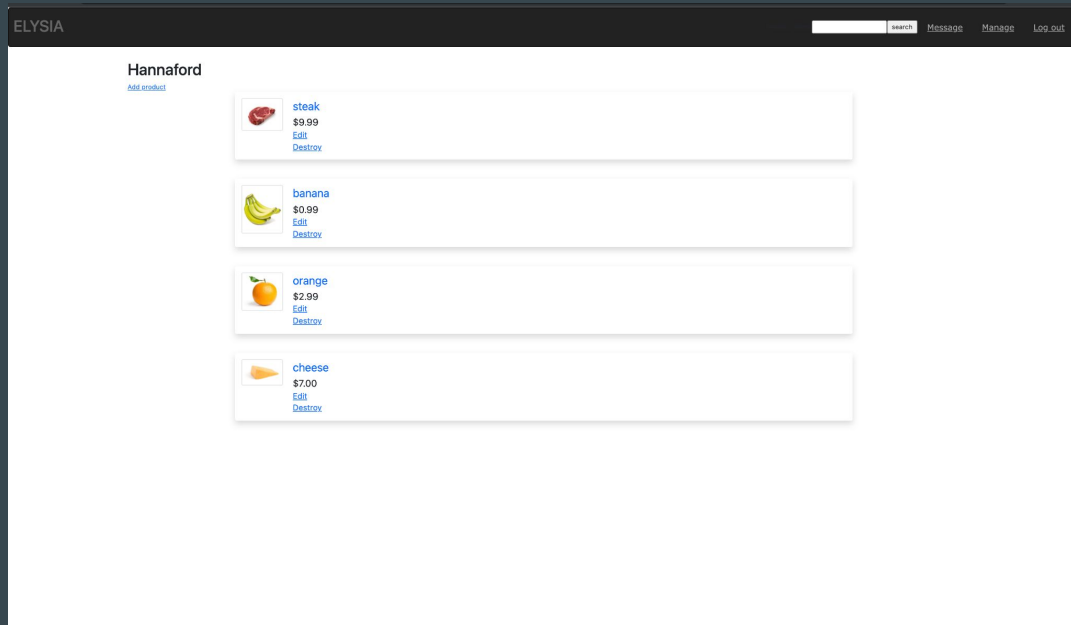 ELYSIA
search Message Manage Log out
Hannaford
Add product
steak
$9.99
Edit
Destroy
banana
$0.99
Edit
Destroy
orange
$2.99
Edit
Destroy
cheese
$7.00
Edit
Destroy